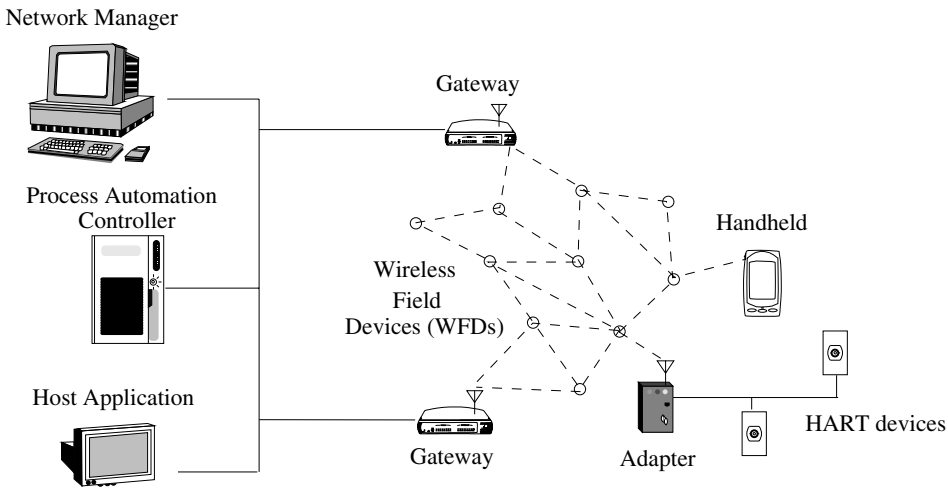 Network Manager
Gateway
Process Automation
Controller
Handheld
Wireless
Field
Devices (WFDs)
Host Application
HART devices
Gateway
Adapter